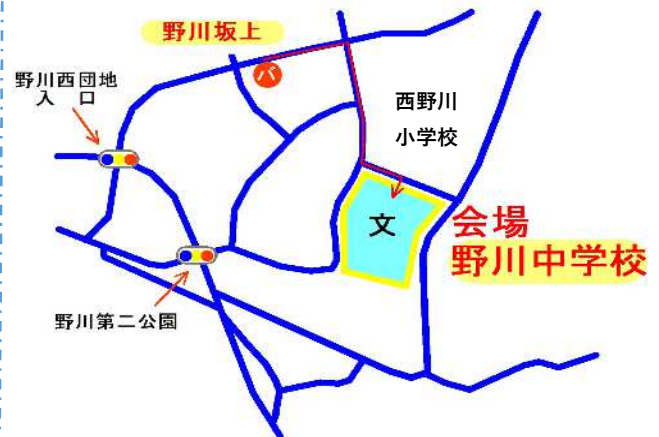 野川坂上
バ
野川西団地
入 口
西野川
小学校
文
会場
野川中学校
野川第二公園